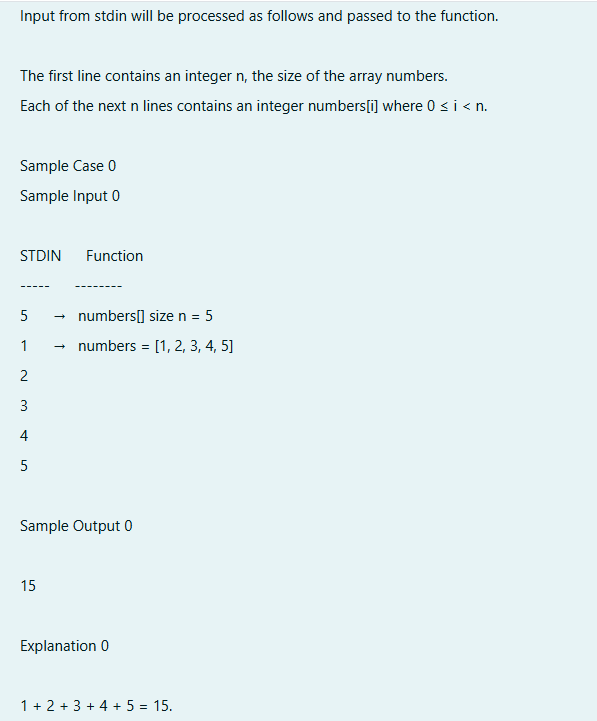 Input from stdin will be processed as follows and passed to the function.
The first line contains an integer n, the size of the array numbers.
Each of the next n lines contains an integer numbers[i] where 0 ≤ i < n.
Sample Case 0
Sample Input 0
STDIN Function
----- --------
5 → numbers[] size n = 5
1 → numbers = [1, 2, 3, 4, 5]
2
3
4
5
Sample Output 0
15
Explanation 0
1 + 2 + 3 + 4 + 5 = 15.